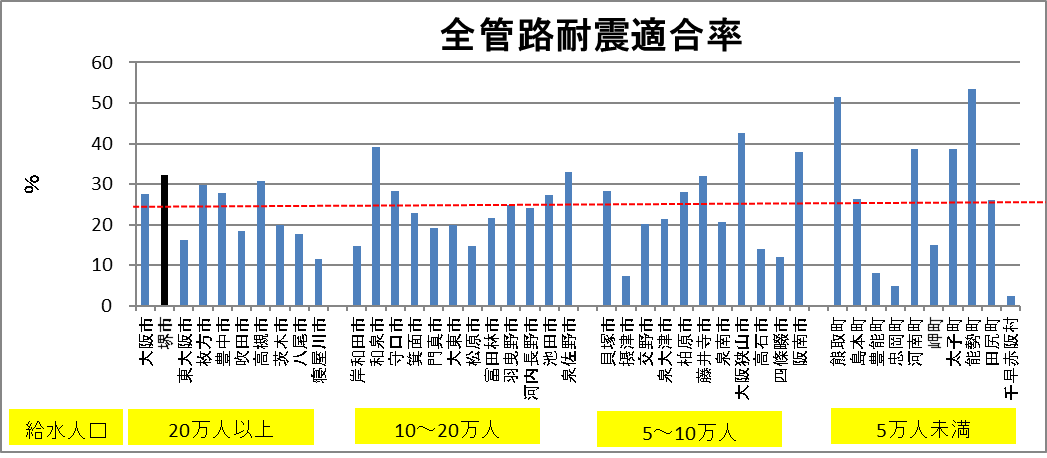 全管路耐震適合率
%
60
50
40
30
20
10
0
大阪市
堺市
東大阪市
枚方市
豊中市
吹田市
高槻市
茨木市
八尾市
寝屋川市
岸和田市
和泉市
守口市
箕面市
門真市
大東市
松原市
富田林市
羽曳野市
河内長野市
池田市
泉佐野市
貝塚市
摂津市
交野市
泉大津市
柏原市
藤井寺市
泉南市
大阪狭山市
高石市
四條畷市
阪南市
熊取町
島本町
豊能町
忠岡町
河南町
岬町
太子町
能勢町
田尻町
千早赤阪村
給水人口
20万人以上
10～20万人
5～10万人
5万人未満